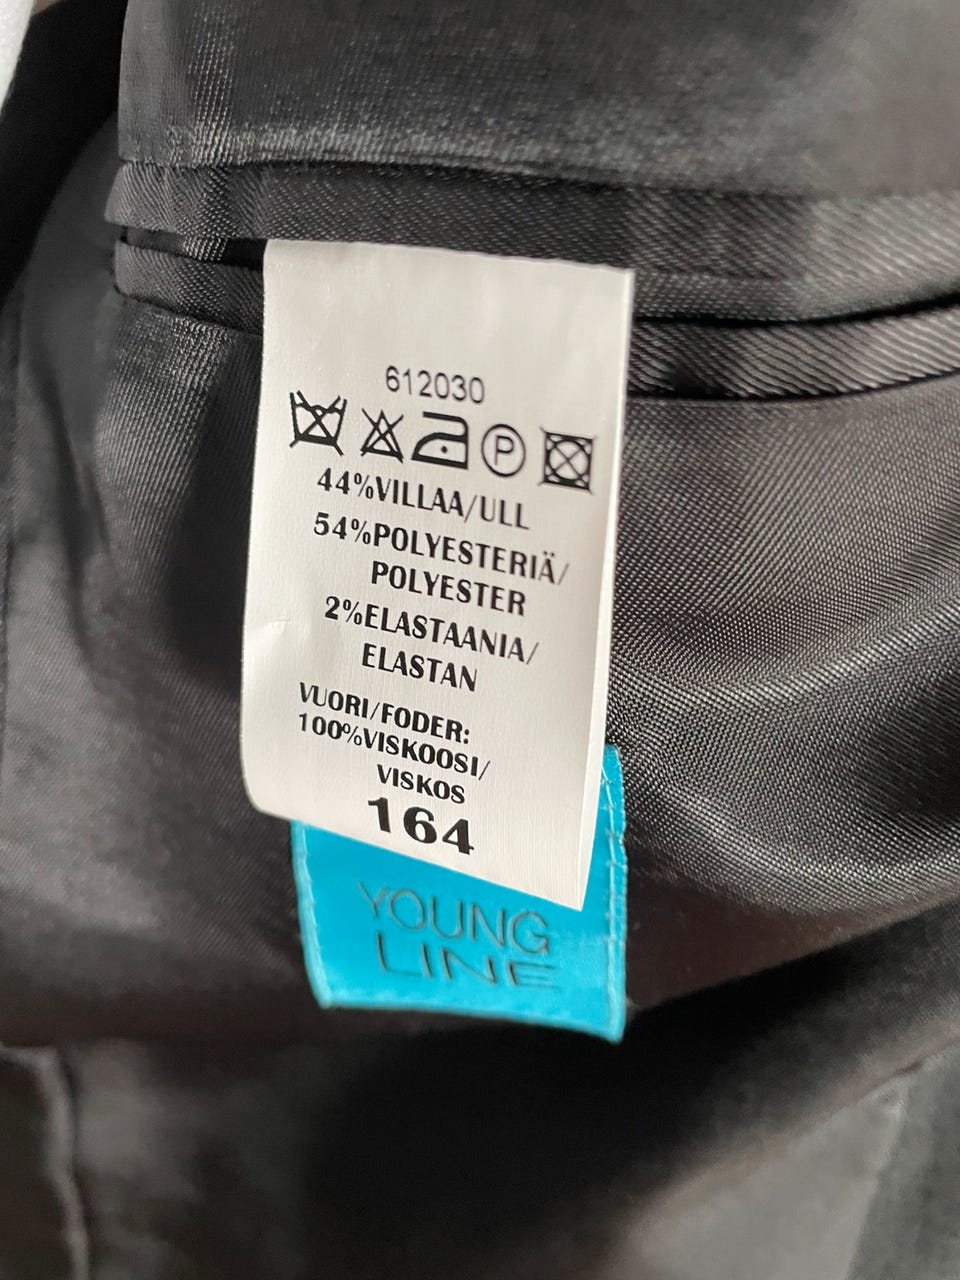 612030
P
44%VILLAA/ULL
54%POLYESTERIÄ/
POLYESTER
2%ELASTAANIA/
ELASTAN
VUORI/FODER:
100%VISKOOSI/
VISKOS
164
YOUNG
LINE